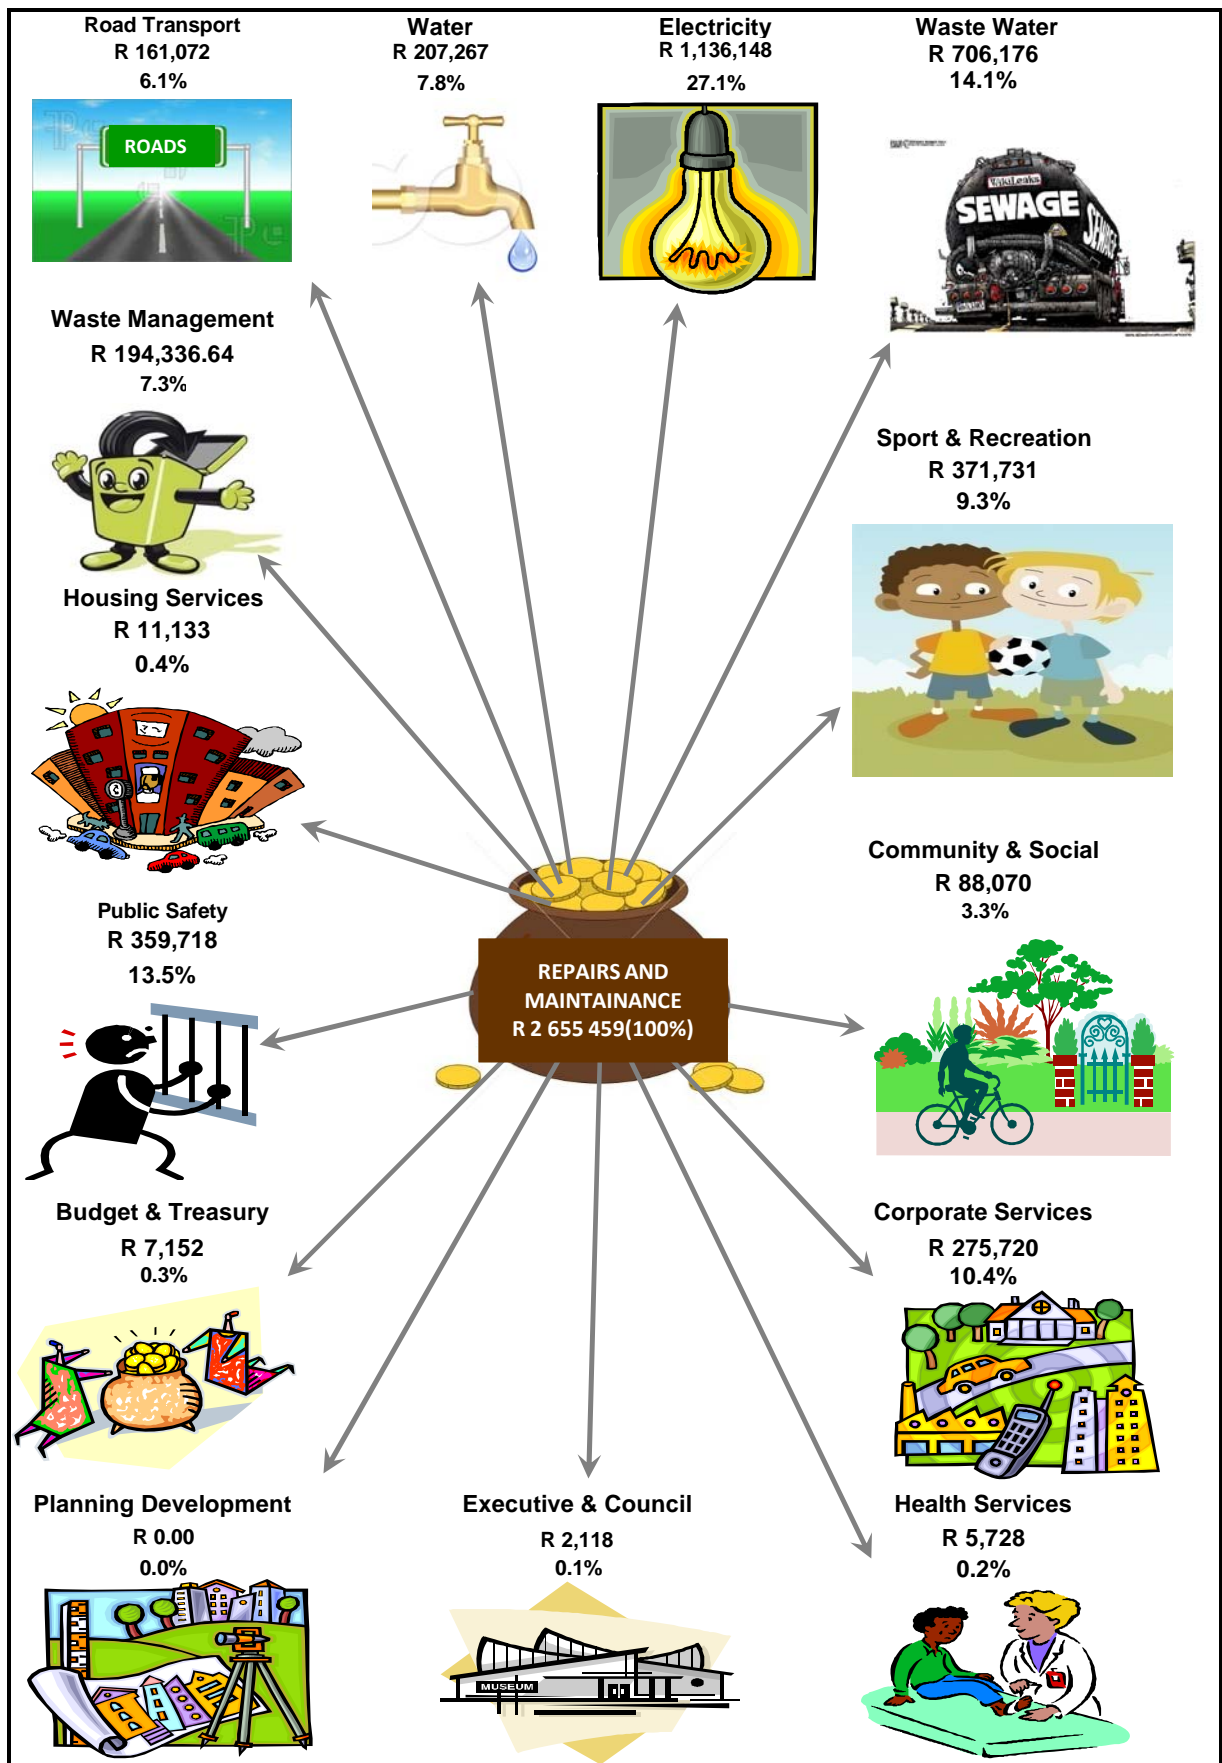 Road Transport
R 161,072
6.1%
Water
R 207,267
7.8%
Electricity
R 1,136,148
27.1%
Waste Water
R 706,176
14.1%
ROADS
WikiLeaks
SEWAGE
SEWAGE
Waste Management
R 194,336.64
7.3%
Sport & Recreation
R 371,731
9.3%
Housing Services
R 11,133
0.4%
Community & Social
R 88,070
3.3%
Public Safety
R 359,718
13.5%
REPAIRS AND
MAINTAINANCE
R 2 655 459(100%)
Budget & Treasury
R 7,152
0.3%
Corporate Services
R 275,720
10.4%
Planning Development
R 0.00
0.0%
Executive & Council
R 2,118
0.1%
Health Services
R 5,728
0.2%
MUSEUM